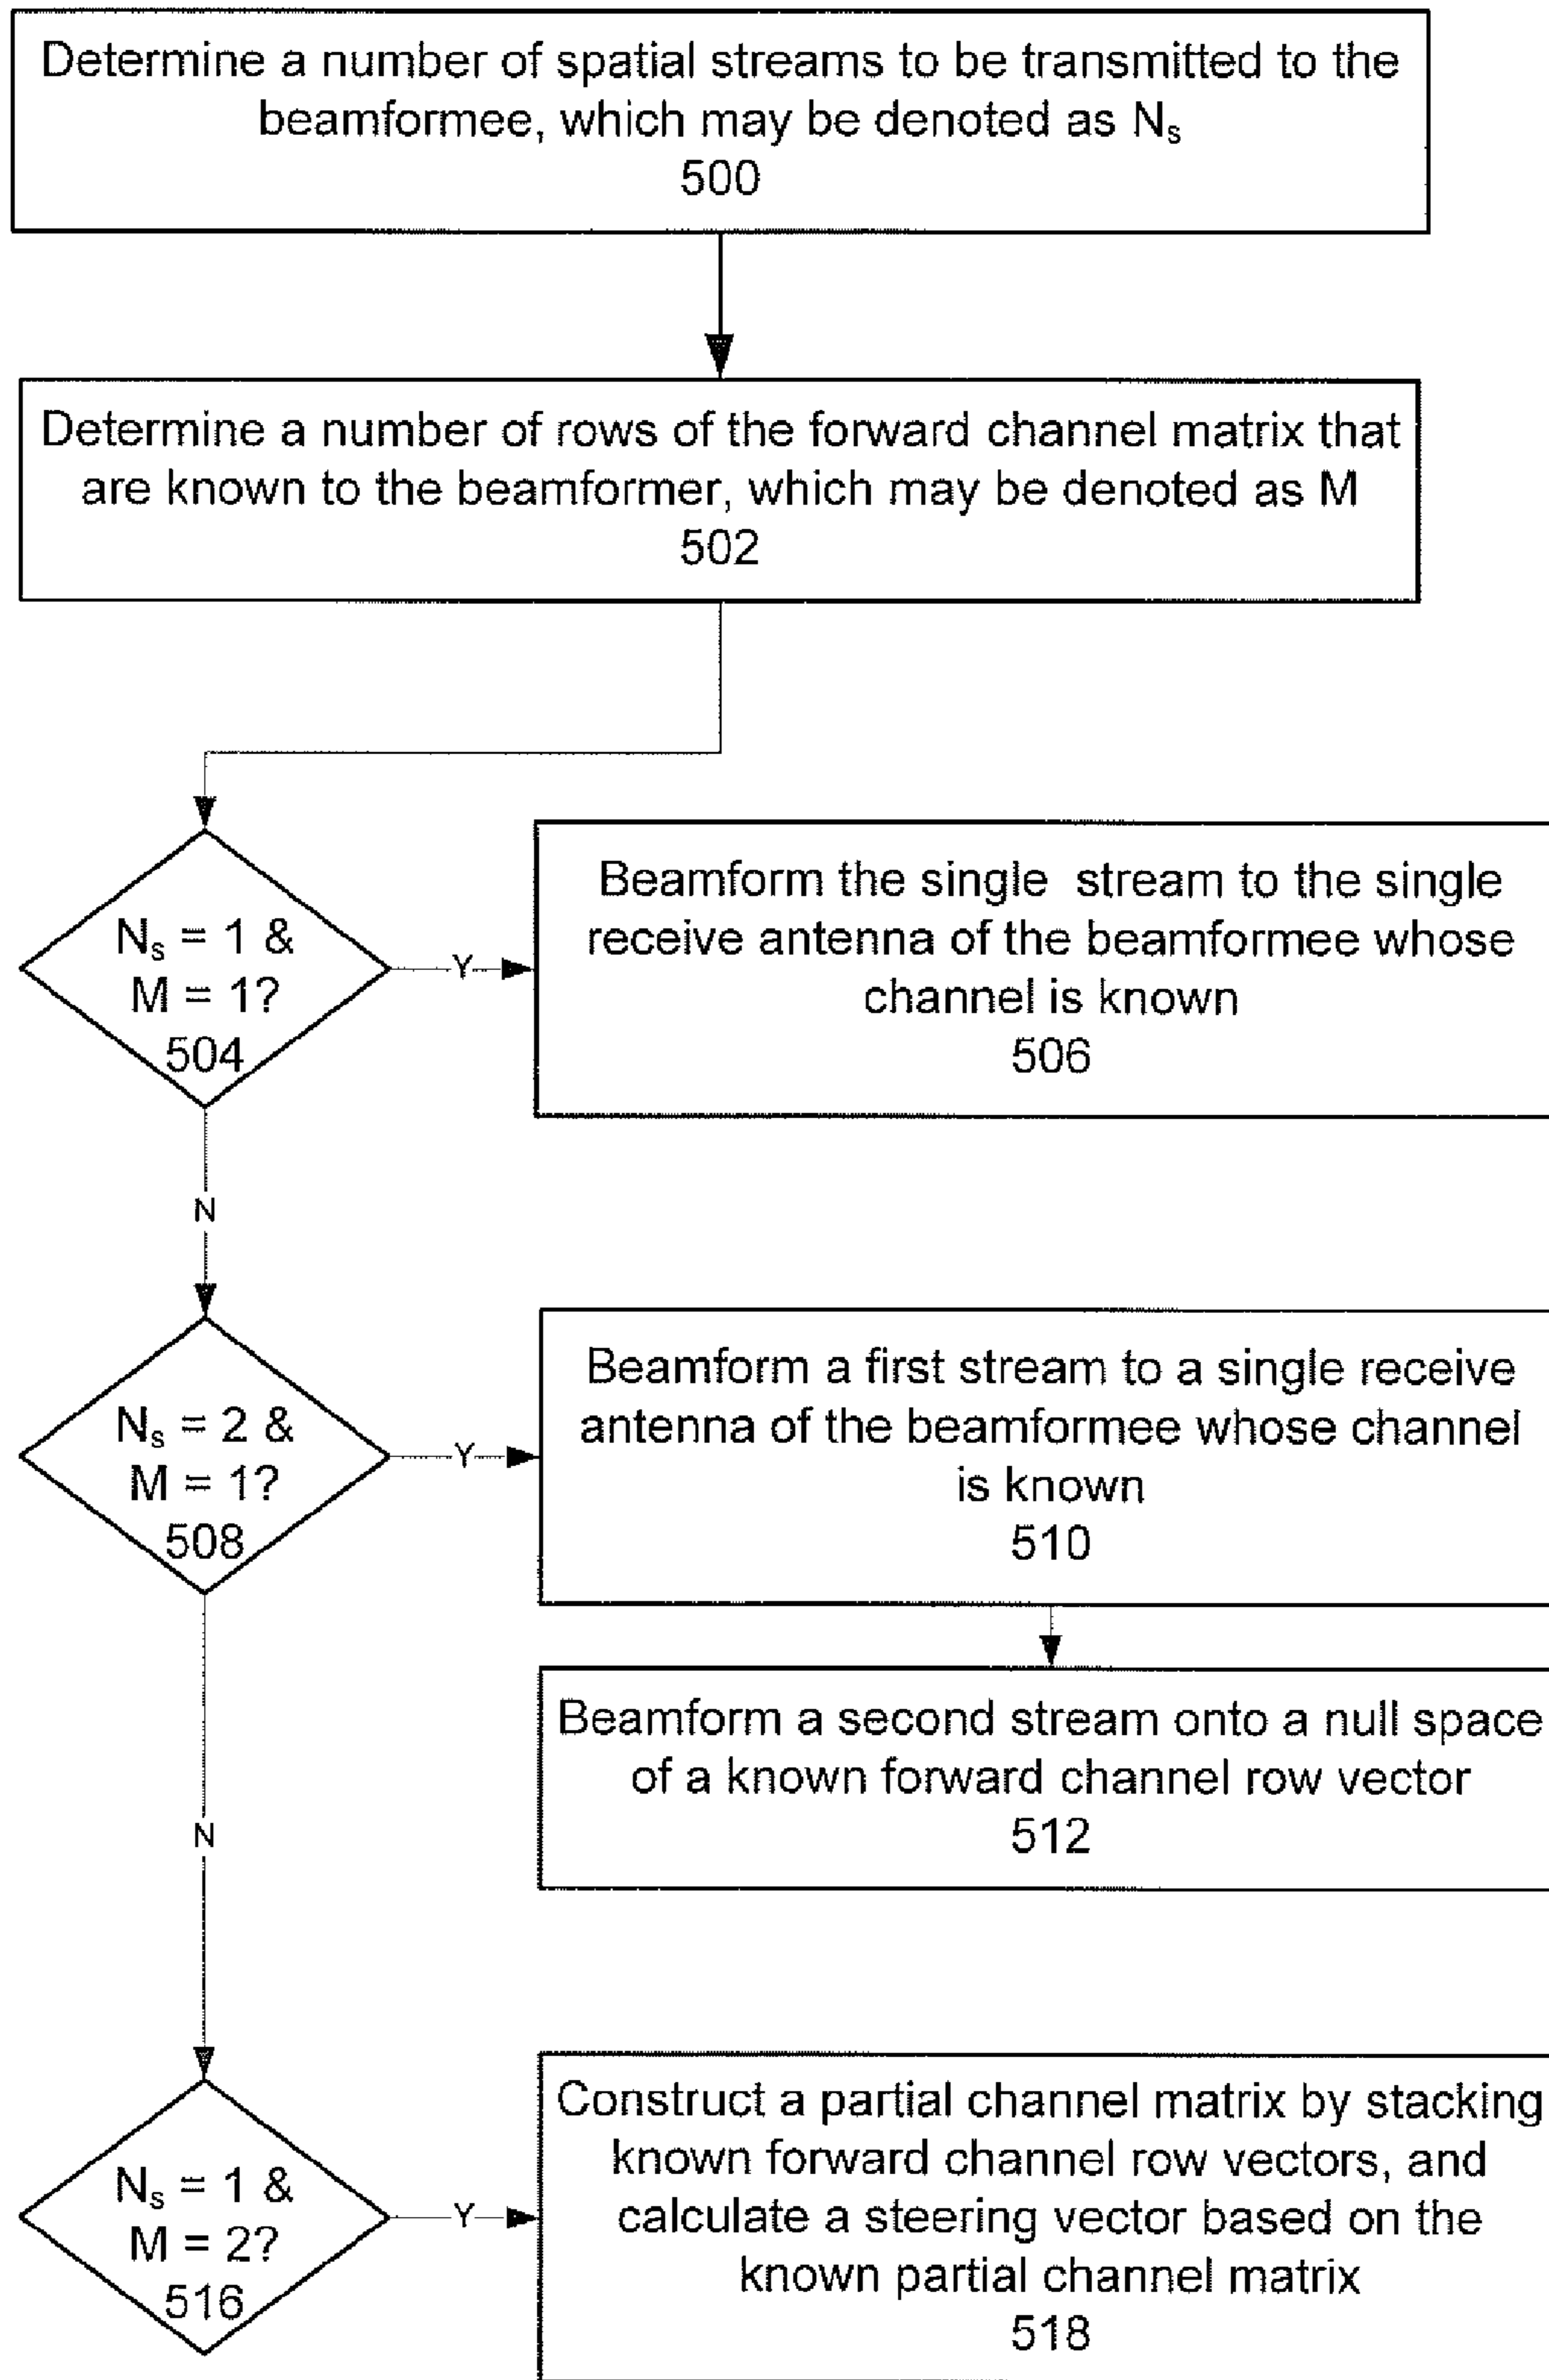 Determine a number of spatial streams to be transmitted to the
beamformee, which may be denoted as Nₛ
500
Determine a number of rows of the forward channel matrix that
are known to the beamformer, which may be denoted as M
502
Nₛ = 1 &
M = 1?
504
Y
Beamform the single stream to the single
receive antenna of the beamformee whose
channel is known
506
N
Nₛ = 2 &
M = 1?
508
Y
Beamform a first stream to a single receive
antenna of the beamformee whose channel
is known
510
Beamform a second stream onto a null space
of a known forward channel row vector
512
N
Nₛ = 1 &
M = 2?
516
Y
Construct a partial channel matrix by stacking
known forward channel row vectors, and
calculate a steering vector based on the
known partial channel matrix
518